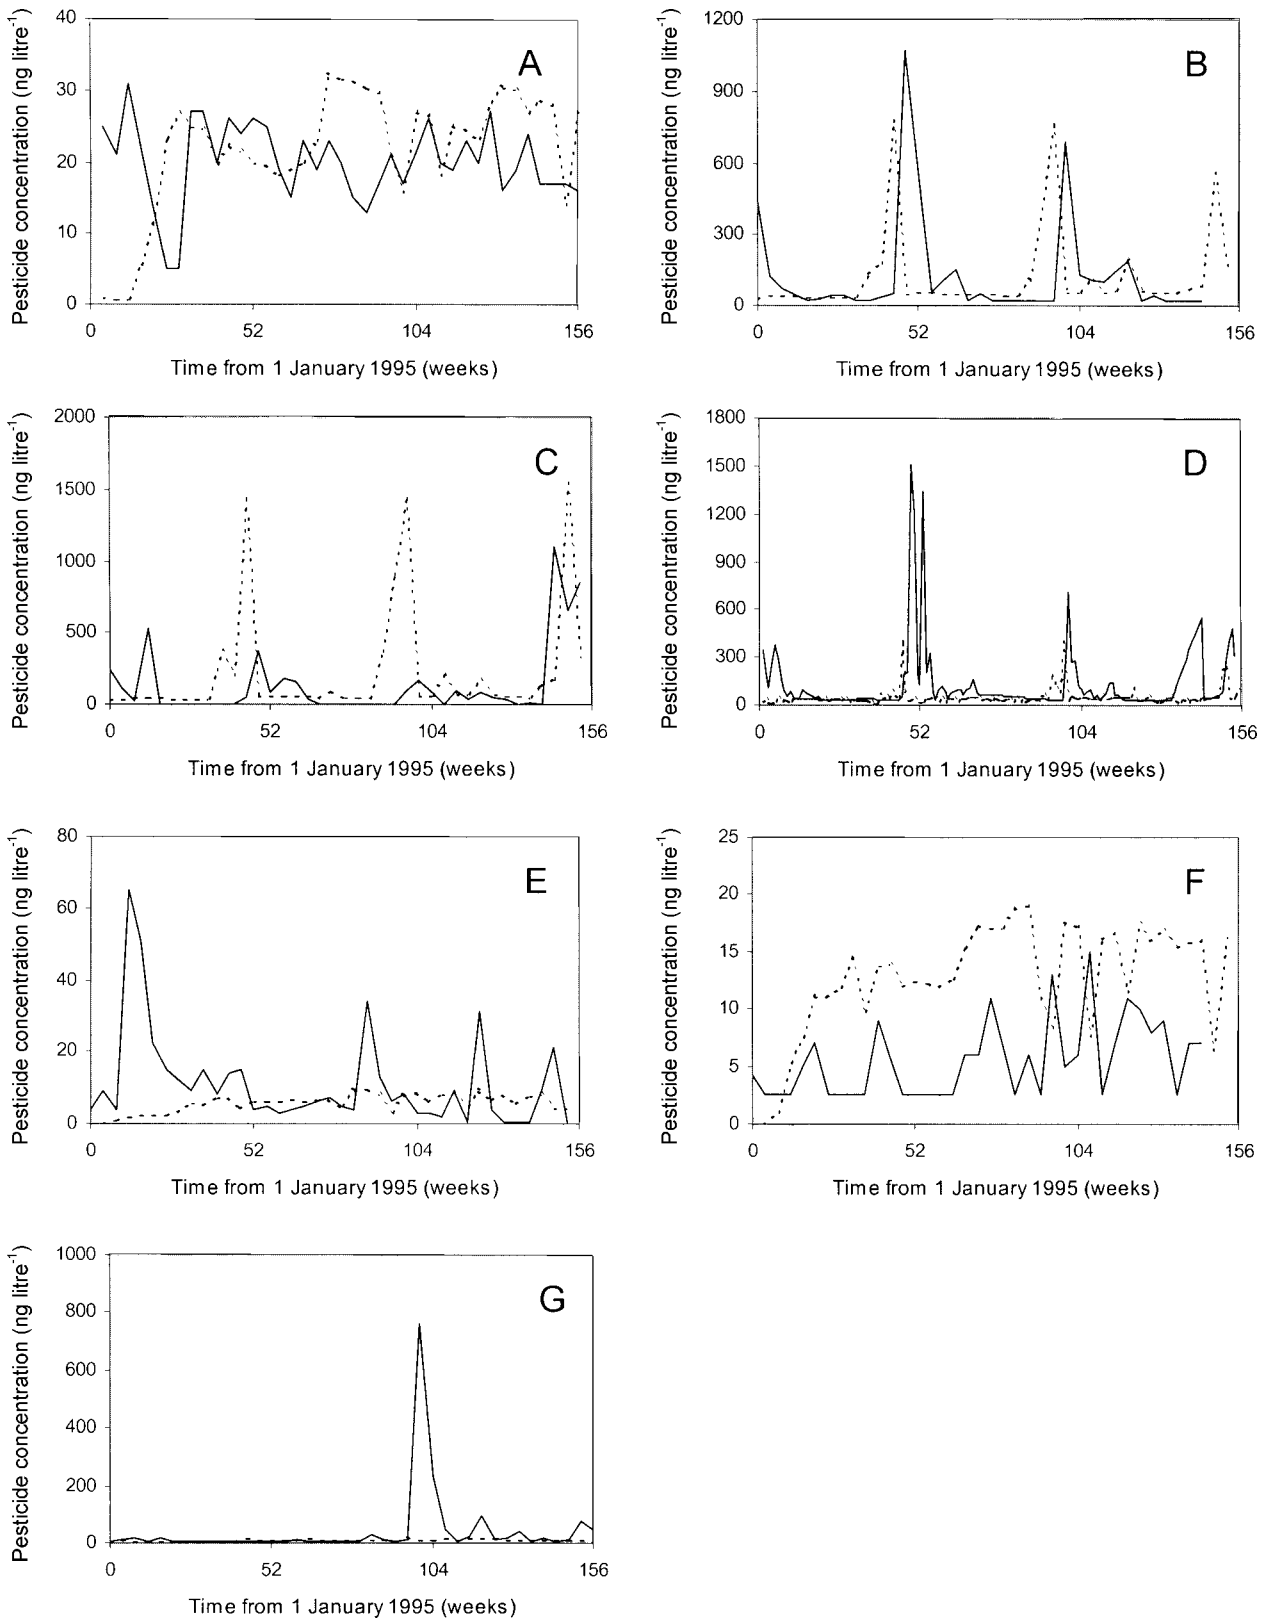 Pesticide concentration (ng litre⁻¹)
40
30
20
10
0
A
0 52 104 156
Time from 1 January 1995 (weeks)
Pesticide concentration (ng litre⁻¹)
1200
900
600
300
0
B
0 52 104 156
Time from 1 January 1995 (weeks)
Pesticide concentration (ng litre⁻¹)
2000
1500
1000
500
0
C
0 52 104 156
Time from 1 January 1995 (weeks)
Pesticide concentration (ng litre⁻¹)
1800
1500
1200
900
600
300
0
D
0 52 104 156
Time from 1 January 1995 (weeks)
Pesticide concentration (ng litre⁻¹)
80
60
40
20
0
E
0 52 104 156
Time from 1 January 1995 (weeks)
Pesticide concentration (ng litre⁻¹)
25
20
15
10
5
0
F
0 52 104 156
Time from 1 January 1995 (weeks)
Pesticide concentration (ng litre⁻¹)
1000
800
600
400
200
0
G
0 52 104 156
Time from 1 January 1995 (weeks)